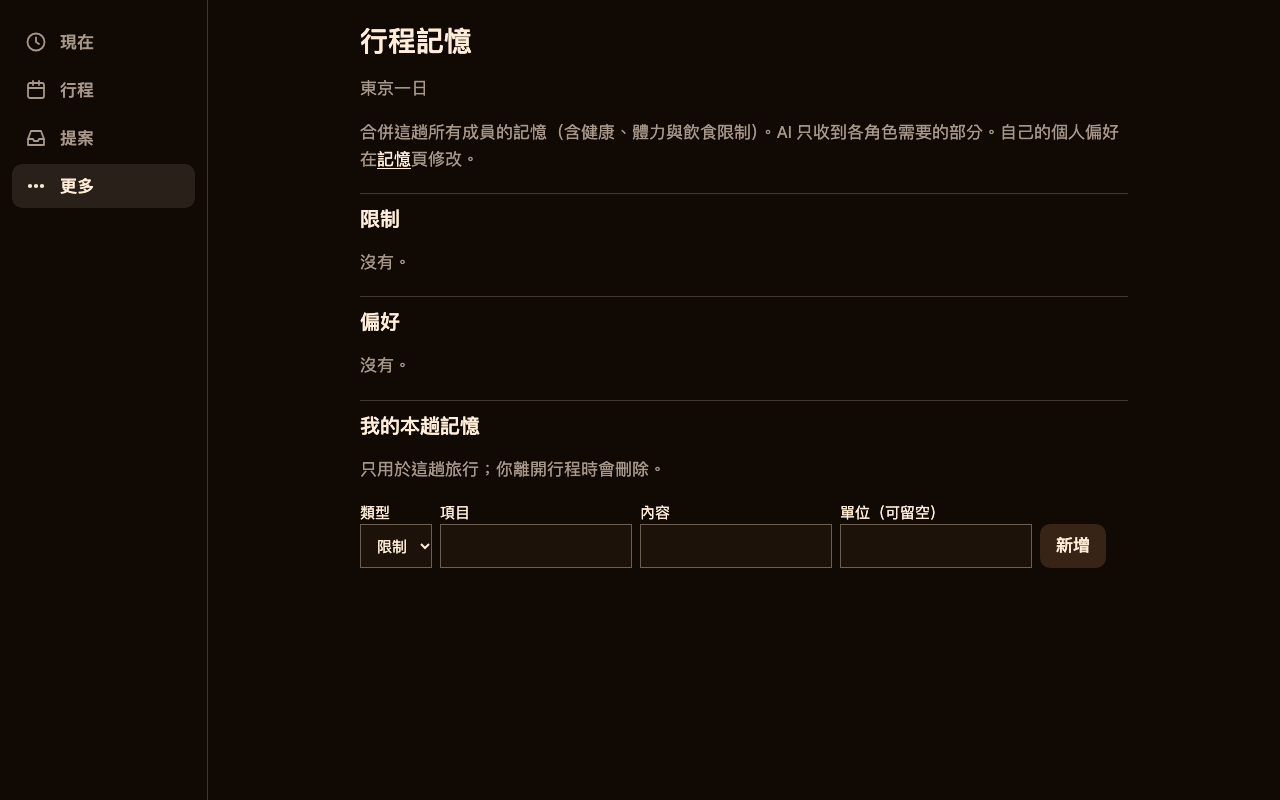 現在
行程
提案
更多
行程記憶
東京一日
合併這趟所有成員的記憶（含健康、體力與飲食限制）。AI 只收到各角色需要的部分。自己的個人偏好
在記憶頁修改。
限制
沒有。
偏好
沒有。
我的本趟記憶
只用於這趟旅行；你離開行程時會刪除。
類型 項目 內容 單位（可留空）
限制 新增